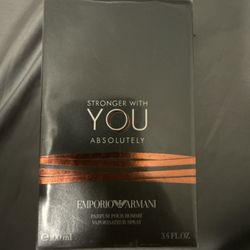 STRONGER WITH
YOU
ABSOLUTELY
EMPORIO ARMANI
PARFUM POUR HOMME
VAPORISATEUR SPRAY
100 ml 3.4 FL.OZ.